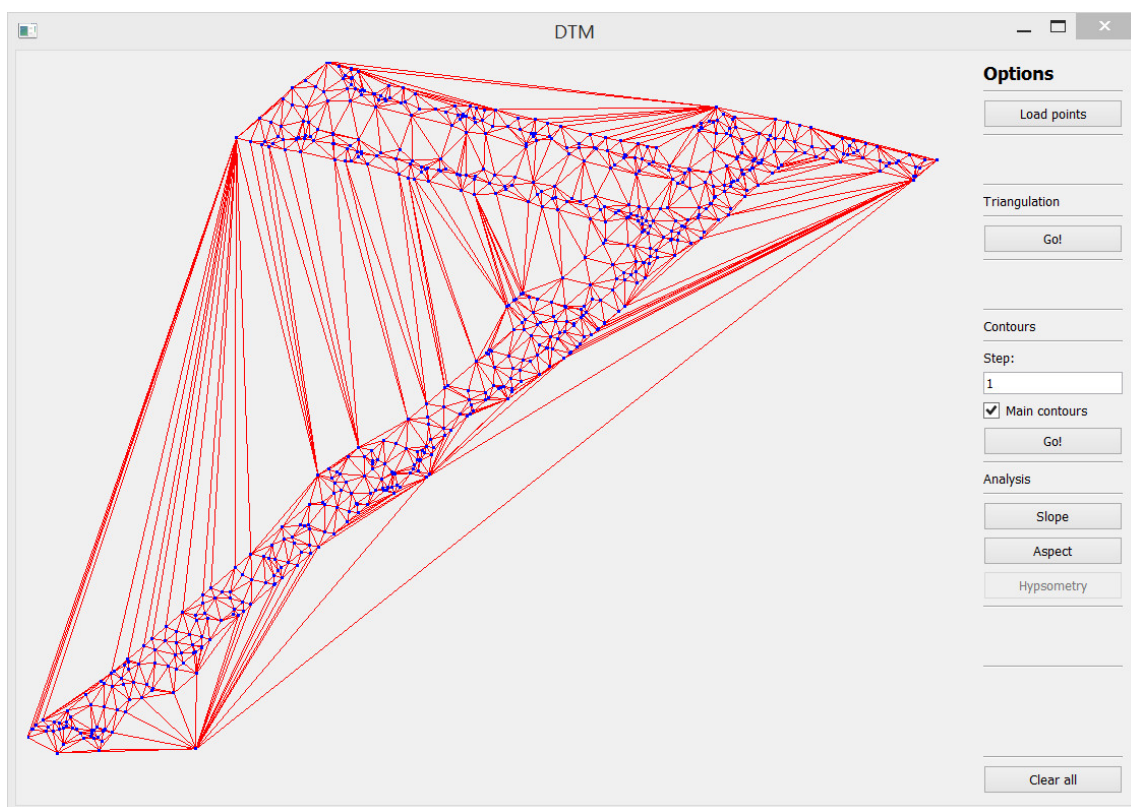 DTM
Options
Load points
Triangulation
Go!
Contours
Step:
1
Main contours
Go!
Analysis
Slope
Aspect
Hypsometry
Clear all